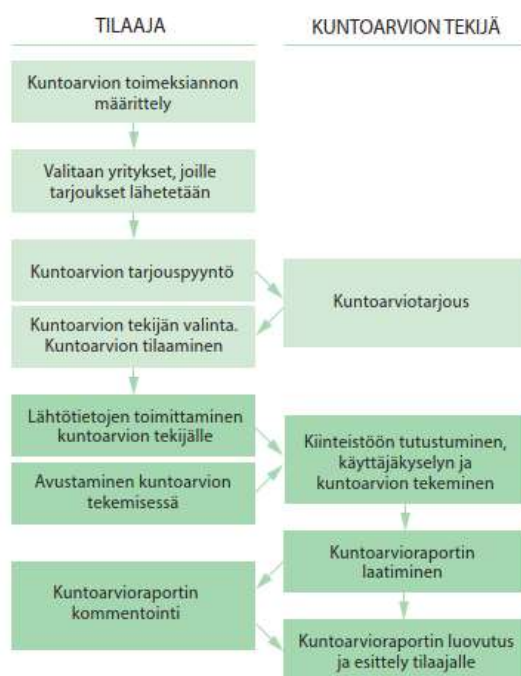 TILAAJA
KUNTOARVION TEKIJÄ
Kuntoarvion toimeksiannon
määrittely
Valitaan yritykset, joille
tarjoukset lähetetään
Kuntoarvion tarjouspyyntö
Kuntoarviotarjous
Kuntoarvion tekijän valinta.
Kuntoarvion tilaaminen
Lähtötietojen toimittaminen
kuntoarvion tekijälle
Avustaminen kuntoarvion
tekemisessä
Kiinteistöön tutustuminen,
käyttäjäkyselyn ja
kuntoarvion tekeminen
Kuntoarvioraportin
laatiminen
Kuntoarvioraportin
kommentointi
Kuntoarvioraportin luovutus
ja esittely tilaajalle